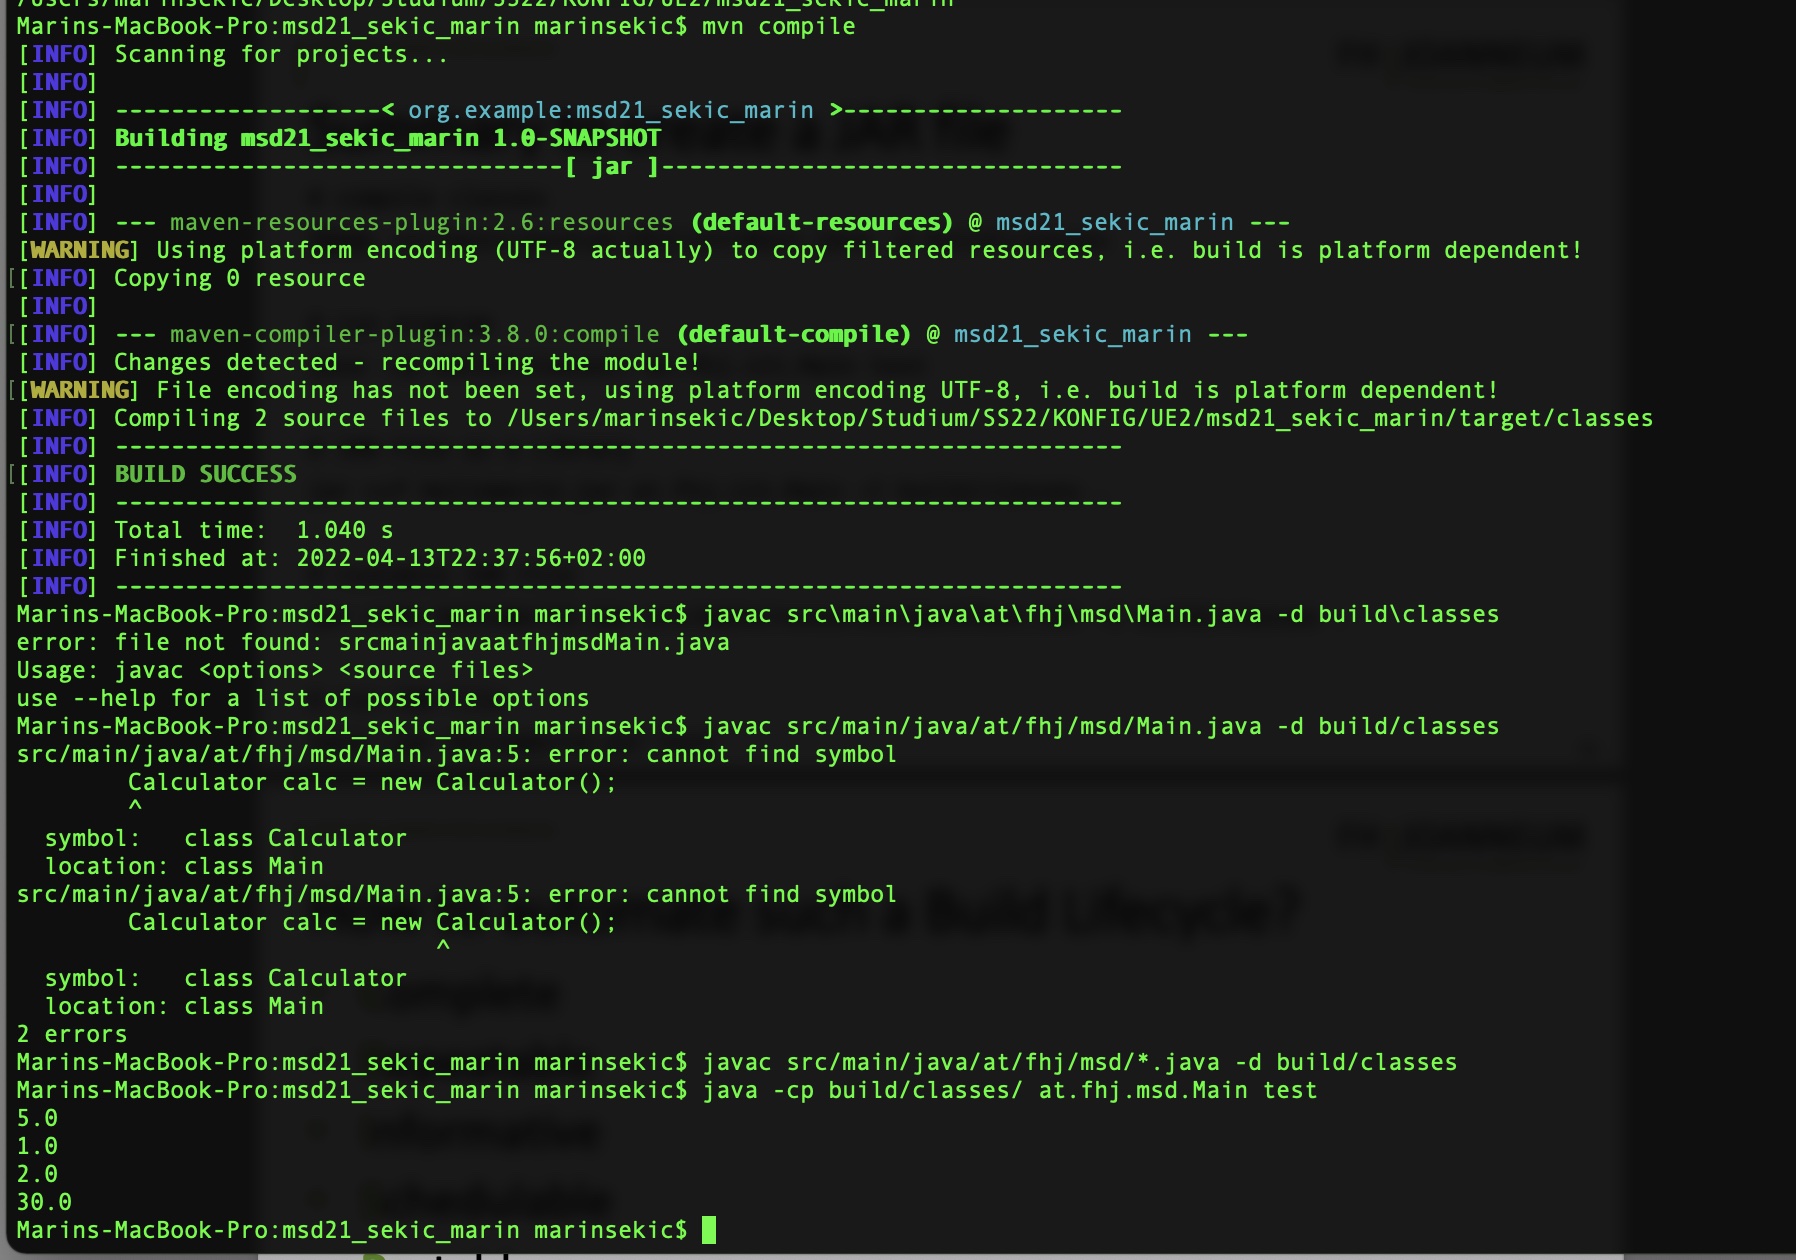 /Users/marinsekic/Desktop/Studium/SS22/KONFIG/UE2/msd21_sekic_marin
Marins-MacBook-Pro:msd21_sekic_marin marinsekic$ mvn compile
[INFO] Scanning for projects...
[INFO]
[INFO] -------------------< org.example:msd21_sekic_marin >--------------------
[INFO] Building msd21_sekic_marin 1.0-SNAPSHOT
[INFO] --------------------------------[ jar ]---------------------------------
[INFO]
[INFO] --- maven-resources-plugin:2.6:resources (default-resources) @ msd21_sekic_marin ---
[WARNING] Using platform encoding (UTF-8 actually) to copy filtered resources, i.e. build is platform dependent!
[[INFO] Copying 0 resource
[INFO]
[[INFO] --- maven-compiler-plugin:3.8.0:compile (default-compile) @ msd21_sekic_marin ---
[INFO] Changes detected - recompiling the module!
[[WARNING] File encoding has not been set, using platform encoding UTF-8, i.e. build is platform dependent!
[INFO] Compiling 2 source files to /Users/marinsekic/Desktop/Studium/SS22/KONFIG/UE2/msd21_sekic_marin/target/classes
[INFO] ------------------------------------------------------------------------
[[INFO] BUILD SUCCESS
[INFO] ------------------------------------------------------------------------
[INFO] Total time:  1.040 s
[INFO] Finished at: 2022-04-13T22:37:56+02:00
[INFO] ------------------------------------------------------------------------
Marins-MacBook-Pro:msd21_sekic_marin marinsekic$ javac src\main\java\at\fhj\msd\Main.java -d build\classes
error: file not found: srcmainjavaatfhjmsdMain.java
Usage: javac <options> <source files>
use --help for a list of possible options
Marins-MacBook-Pro:msd21_sekic_marin marinsekic$ javac src/main/java/at/fhj/msd/Main.java -d build/classes
src/main/java/at/fhj/msd/Main.java:5: error: cannot find symbol
        Calculator calc = new Calculator();
        ^
  symbol:   class Calculator
  location: class Main
src/main/java/at/fhj/msd/Main.java:5: error: cannot find symbol
        Calculator calc = new Calculator();
                              ^
  symbol:   class Calculator
  location: class Main
2 errors
Marins-MacBook-Pro:msd21_sekic_marin marinsekic$ javac src/main/java/at/fhj/msd/*.java -d build/classes
Marins-MacBook-Pro:msd21_sekic_marin marinsekic$ java -cp build/classes/ at.fhj.msd.Main test
5.0
1.0
2.0
30.0
Marins-MacBook-Pro:msd21_sekic_marin marinsekic$